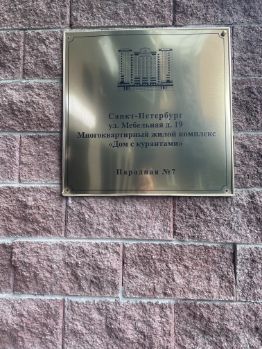 Санкт-Петербург
ул. Мебельная д. 19
Многоквартирный жилой комплекс
«Дом с курантами»
Парадная №7